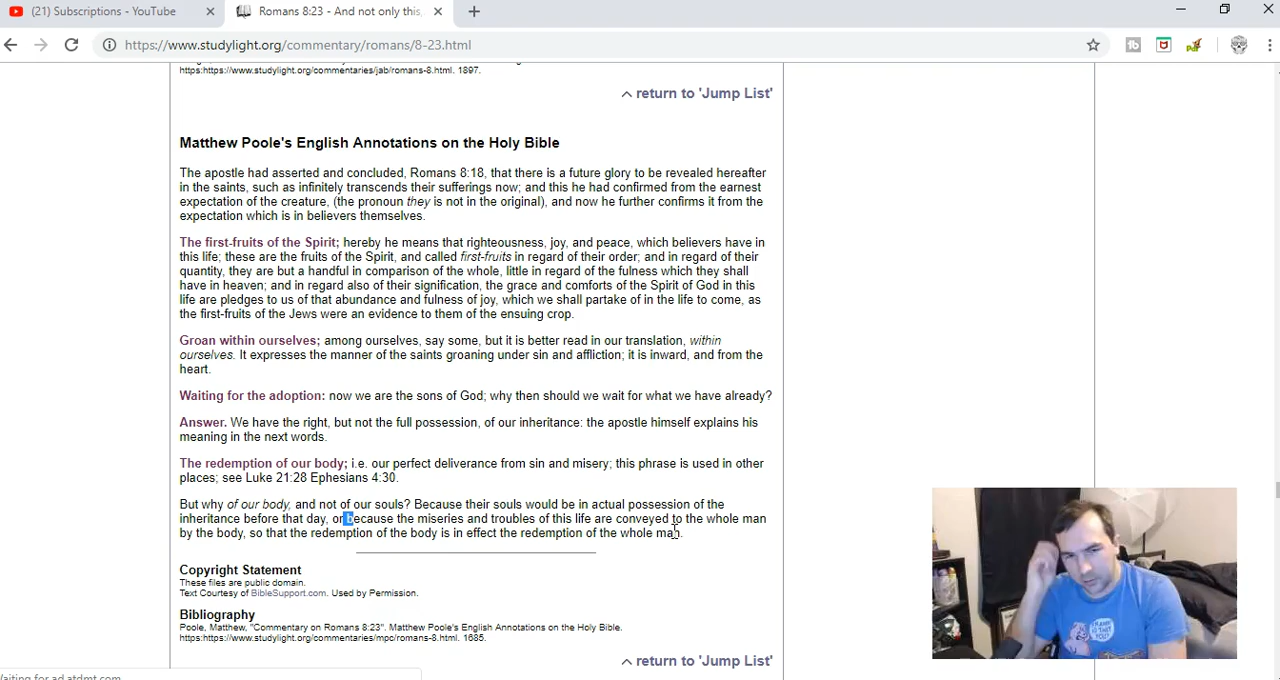 (21) Subscriptions - YouTube
Romans 8:23 - And not only this,
https://www.studylight.org/commentary/romans/8-23.html
https:https://www.studylight.org/commentaries/jab/romans-8.html. 1897.
return to 'Jump List'
Matthew Poole's English Annotations on the Holy Bible
The apostle had asserted and concluded, Romans 8:18, that there is a future glory to be revealed hereafter
in the saints, such as infinitely transcends their sufferings now; and this he had confirmed from the earnest
expectation of the creature, (the pronoun they is not in the original), and now he further confirms it from the
expectation which is in believers themselves.
The first-fruits of the Spirit; hereby he means that righteousness, joy, and peace, which believers have in
this life; these are the fruits of the Spirit, and called first-fruits in regard of their order; and in regard of their
quantity, they are but a handful in comparison of the whole, little in regard of the fulness which they shall
have in heaven; and in regard also of their signification, the grace and comforts of the Spirit of God in this
life are pledges to us of that abundance and fulness of joy, which we shall partake of in the life to come, as
the first-fruits of the Jews were an evidence to them of the ensuing crop.
Groan within ourselves; among ourselves, say some, but it is better read in our translation, within
ourselves. It expresses the manner of the saints groaning under sin and affliction; it is inward, and from the
heart.
Waiting for the adoption: now we are the sons of God; why then should we wait for what we have already?
Answer. We have the right, but not the full possession, of our inheritance: the apostle himself explains his
meaning in the next words.
The redemption of our body; i.e. our perfect deliverance from sin and misery; this phrase is used in other
places; see Luke 21:28 Ephesians 4:30.
But why of our body, and not of our souls? Because their souls would be in actual possession of the
inheritance before that day, or because the miseries and troubles of this life are conveyed to the whole man
by the body, so that the redemption of the body is in effect the redemption of the whole man.
Copyright Statement
These files are public domain.
Text Courtesy of BibleSupport.com. Used by Permission.
Bibliography
Poole, Matthew, "Commentary on Romans 8:23". Matthew Poole's English Annotations on the Holy Bible.
https:https://www.studylight.org/commentaries/mpc/romans-8.html. 1685.
return to 'Jump List'